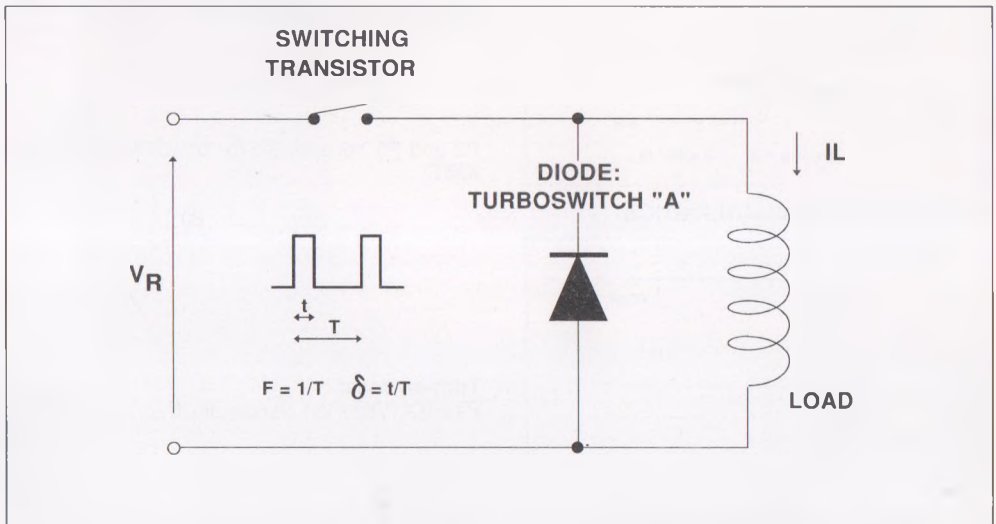 SWITCHING
TRANSISTOR
IL
DIODE:
TURBOSWITCH "A"
VR
t
T
F = 1/T δ = t/T
LOAD